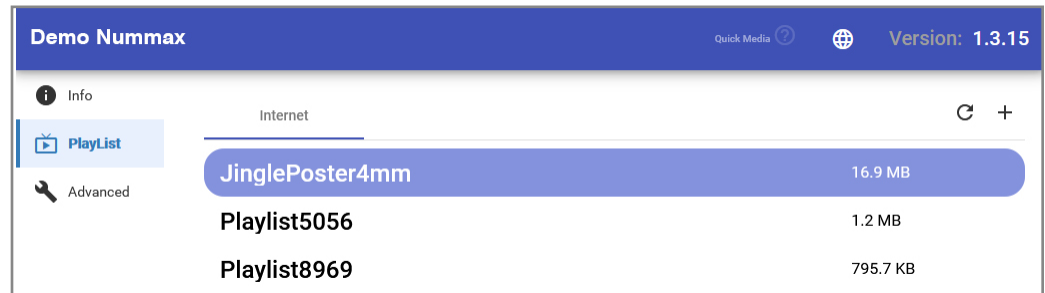 Demo Nummax
Quick Media ?
Version: 1.3.15
Info
PlayList
Advanced
Internet
JinglePoster4mm 16.9 MB
Playlist5056 1.2 MB
Playlist8969 795.7 KB